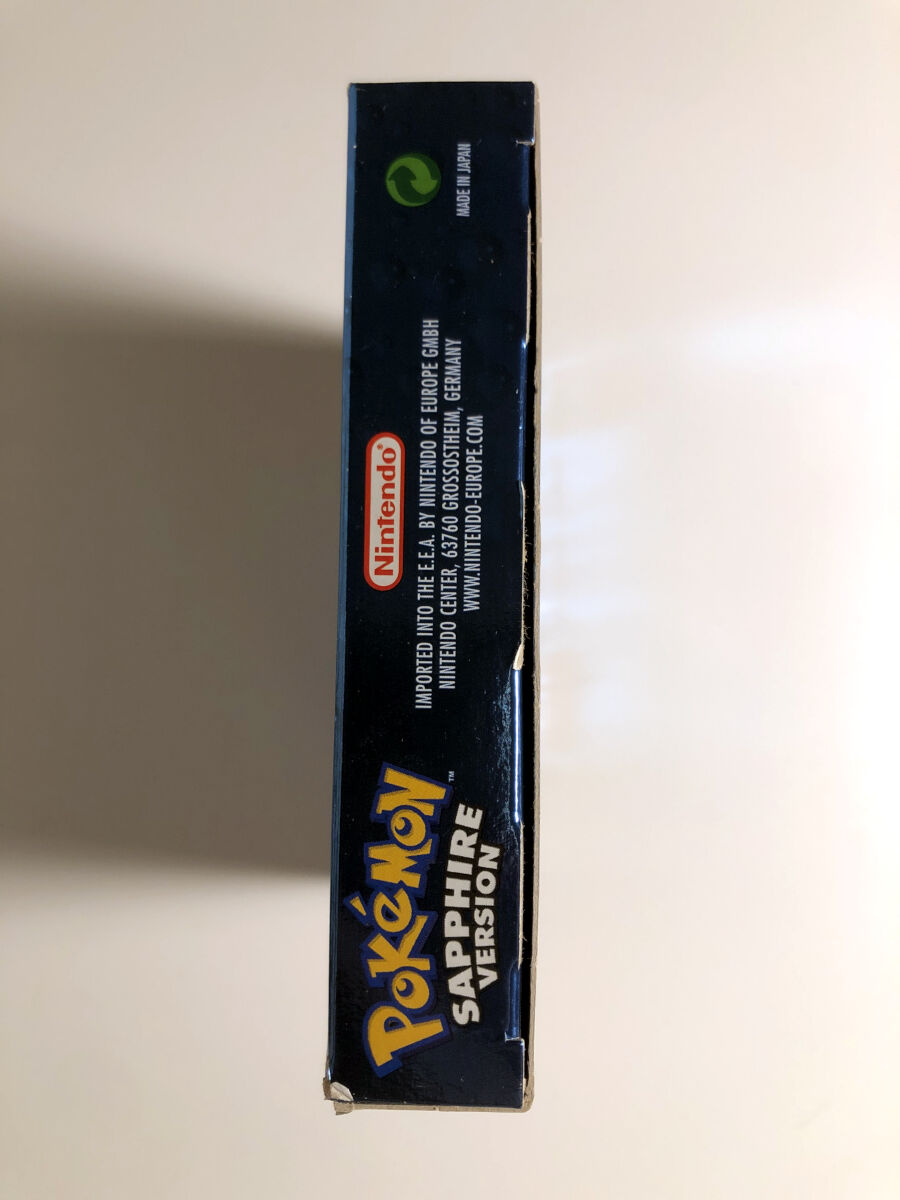 POKéMON™
SAPPHIRE
VERSION
Nintendo®
IMPORTED INTO THE E.E.A. BY NINTENDO OF EUROPE GMBH
NINTENDO CENTER, 63760 GROSSOSTHEIM, GERMANY
WWW.NINTENDO-EUROPE.COM
MADE IN JAPAN